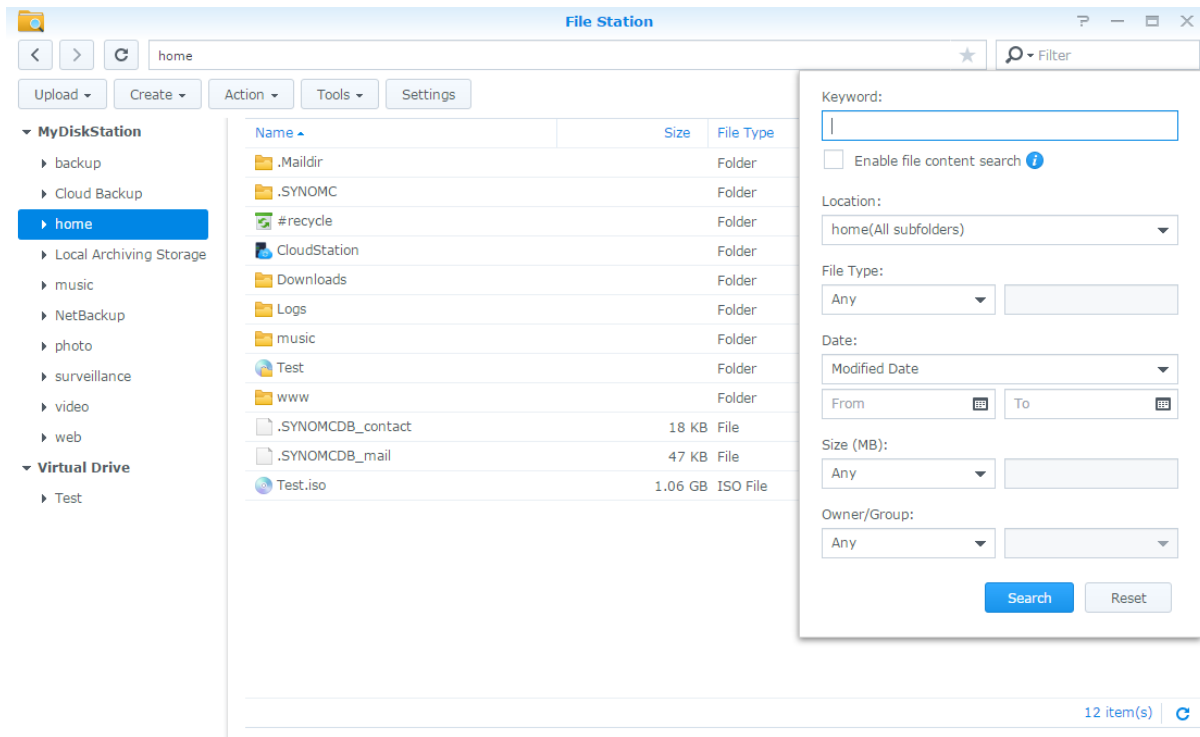 File Station
home
Filter
Upload
Create
Action
Tools
Settings
MyDiskStation
backup
Cloud Backup
home
Local Archiving Storage
music
NetBackup
photo
surveillance
video
web
Virtual Drive
Test
Name Size File Type
.Maildir Folder
.SYNOMC Folder
#recycle Folder
CloudStation Folder
Downloads Folder
Logs Folder
music Folder
Test Folder
www Folder
.SYNOMCDB_contact 18 KB File
.SYNOMCDB_mail 47 KB File
Test.iso 1.06 GB ISO File
12 item(s)
Keyword:
Enable file content search
Location:
home(All subfolders)
File Type:
Any
Date:
Modified Date
From To
Size (MB):
Any
Owner/Group:
Any
Search Reset